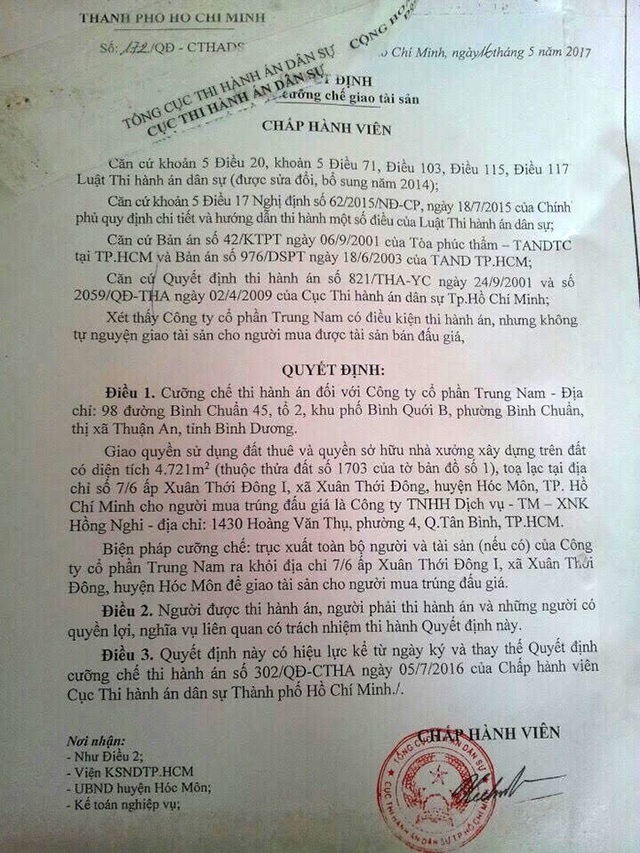 THÀNH PHỐ HỒ CHÍ MINH
Số: 172/QĐ - CTHADS
CỘNG HO
Chí Minh, ngày 16 tháng 5 năm 2017
TỔNG CỤC THI HÀNH ÁN DÂN SỰ
CỤC THI HÀNH ÁN DÂN SỰ
ĐỊNH
cưỡng chế giao tài sản
CHẤP HÀNH VIÊN
Căn cứ khoản 5 Điều 20, khoản 5 Điều 71, Điều 103, Điều 115, Điều 117
Luật Thi hành án dân sự (được sửa đổi, bổ sung năm 2014);
Căn cứ khoản 5 Điều 17 Nghị định số 62/2015/NĐ-CP, ngày 18/7/2015 của Chính
phủ quy định chi tiết và hướng dẫn thi hành một số điều của Luật Thi hành án dân sự;
Căn cứ Bản án số 42/KTPT ngày 06/9/2001 của Tòa phúc thẩm – TANDTC
tại TP.HCM và Bản án số 976/DSPT ngày 18/6/2003 của TAND TP.HCM;
Căn cứ Quyết định thi hành án số 821/THA-YC ngày 24/9/2001 và số
2059/QĐ-THA ngày 02/4/2009 của Cục Thi hành án dân sự Tp.Hồ Chí Minh;
Xét thấy Công ty cổ phần Trung Nam có điều kiện thi hành án, nhưng không
tự nguyện giao tài sản cho người mua được tài sản bán đấu giá,
QUYẾT ĐỊNH:
Điều 1. Cưỡng chế thi hành án đối với Công ty cổ phần Trung Nam - Địa
chỉ: 98 đường Bình Chuẩn 45, tổ 2, khu phố Bình Quới B, phường Bình Chuẩn,
thị xã Thuận An, tỉnh Bình Dương.
Giao quyền sử dụng đất thuê và quyền sở hữu nhà xưởng xây dựng trên đất
có diện tích 4.721m² (thuộc thửa đất số 1703 của tờ bản đồ số 1), toạ lạc tại địa
chỉ số 7/6 ấp Xuân Thới Đông I, xã Xuân Thới Đông, huyện Hóc Môn, TP. Hồ
Chí Minh cho người mua trúng đấu giá là Công ty TNHH Dịch vụ - TM – XNK
Hồng Nghi - địa chỉ: 1430 Hoàng Văn Thụ, phường 4, Q.Tân Bình, TP.HCM.
Biện pháp cưỡng chế: trục xuất toàn bộ người và tài sản (nếu có) của Công
ty cổ phần Trung Nam ra khỏi địa chỉ 7/6 ấp Xuân Thới Đông I, xã Xuân Thới
Đông, huyện Hóc Môn để giao tài sản cho người mua trúng đấu giá.
Điều 2. Người được thi hành án, người phải thi hành án và những người có
quyền lợi, nghĩa vụ liên quan có trách nhiệm thi hành Quyết định này.
Điều 3. Quyết định này có hiệu lực kể từ ngày ký và thay thế Quyết định
cưỡng chế thi hành án số 302/QĐ-CTHA ngày 05/7/2016 của Chấp hành viên
Cục Thi hành án dân sự Thành phố Hồ Chí Minh./.
Nơi nhận:
- Như Điều 2;
- Viện KSNDTP.HCM
- UBND huyện Hóc Môn;
- Kế toán nghiệp vụ;
CHẤP HÀNH VIÊN
TỔNG CỤC THI HÀNH ÁN DÂN SỰ
CỤC THI HÀNH ÁN DÂN SỰ TP HỒ CHÍ MINH